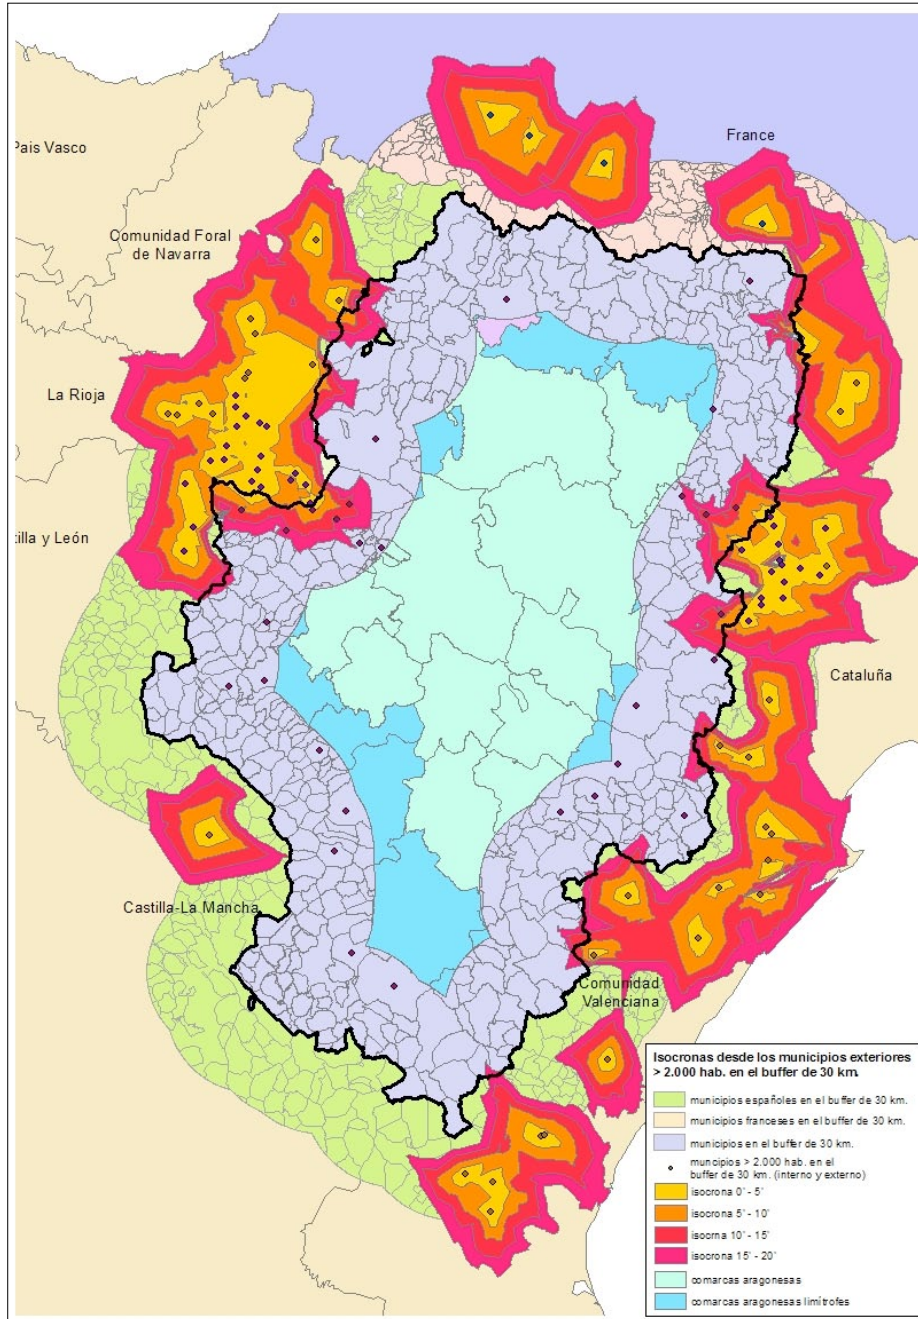 France
Pais Vasco
Comunidad Foral
de Navarra
La Rioja
tilla y León
Cataluña
Castilla-La Mancha
Comunidad
Valenciana
Isocronas desde los municipios exteriores
> 2.000 hab. en el buffer de 30 km.
municipios españoles en el buffer de 30 km.
municipios franceses en el buffer de 30 km.
municipios en el buffer de 30 km.
muncipios > 2.000 hab. en el
buffer de 30 km. (interno y externo)
isocrona 0' - 5'
isocrona 5' - 10'
isocrna 10' - 15'
isocrona 15' - 20'
comarcas aragonesas
comarcas aragonesas limítrofes